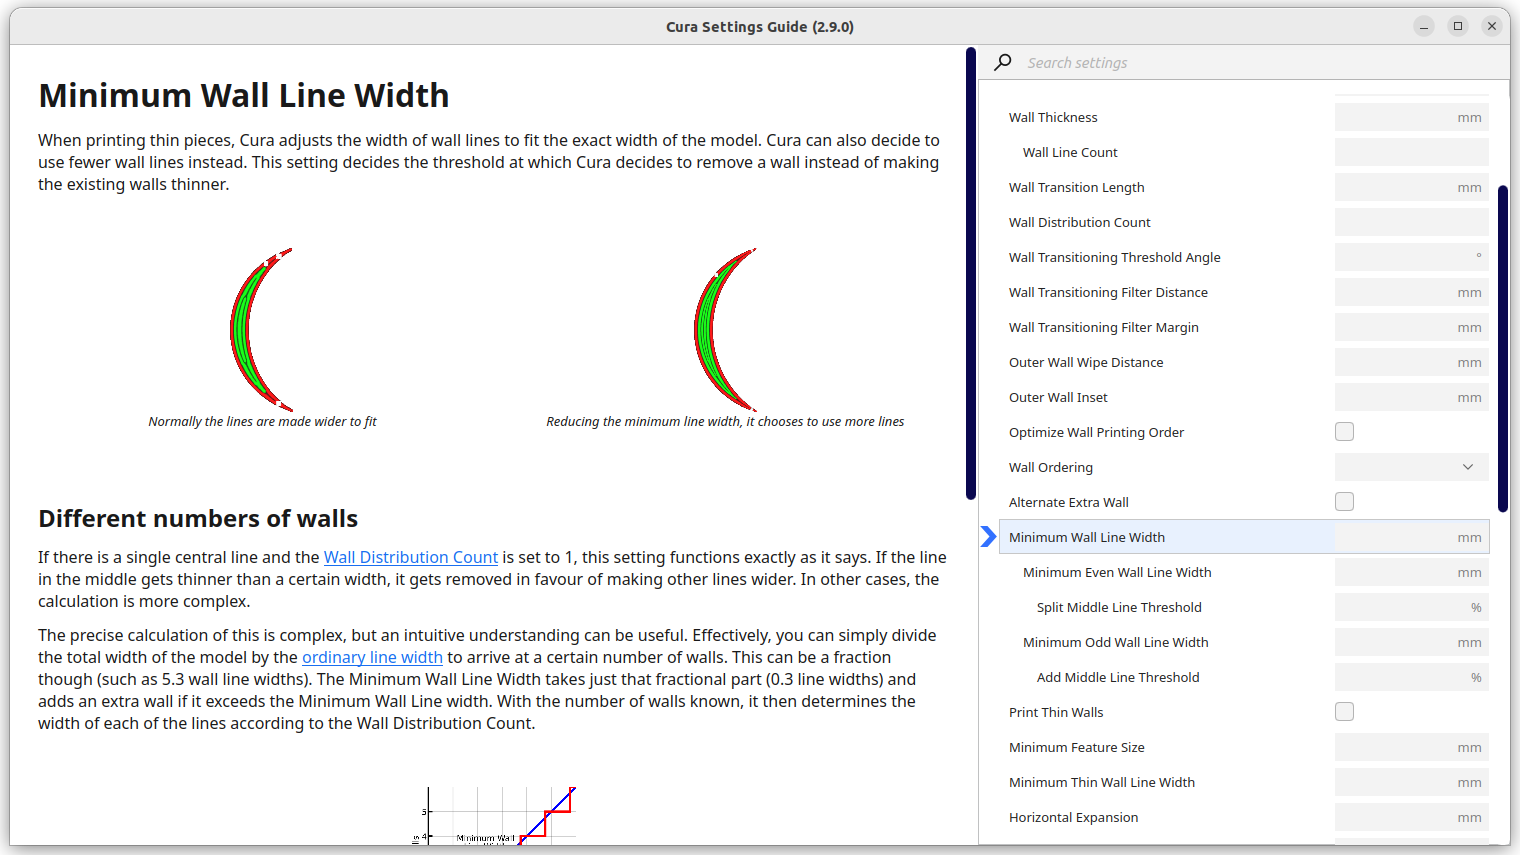 Cura Settings Guide (2.9.0)
Minimum Wall Line Width
When printing thin pieces, Cura adjusts the width of wall lines to fit the exact width of the model. Cura can also decide to
use fewer wall lines instead. This setting decides the threshold at which Cura decides to remove a wall instead of making
the existing walls thinner.
Normally the lines are made wider to fit
Reducing the minimum line width, it chooses to use more lines
Different numbers of walls
If there is a single central line and the Wall Distribution Count is set to 1, this setting functions exactly as it says. If the line
in the middle gets thinner than a certain width, it gets removed in favour of making other lines wider. In other cases, the
calculation is more complex.
The precise calculation of this is complex, but an intuitive understanding can be useful. Effectively, you can simply divide
the total width of the model by the ordinary line width to arrive at a certain number of walls. This can be a fraction
though (such as 5.3 wall line widths). The Minimum Wall Line Width takes just that fractional part (0.3 line widths) and
adds an extra wall if it exceeds the Minimum Wall Line width. With the number of walls known, it then determines the
width of each of the lines according to the Wall Distribution Count.
5
4
Minimum Wall
Search settings
Wall Thickness mm
Wall Line Count
Wall Transition Length mm
Wall Distribution Count
Wall Transitioning Threshold Angle °
Wall Transitioning Filter Distance mm
Wall Transitioning Filter Margin mm
Outer Wall Wipe Distance mm
Outer Wall Inset mm
Optimize Wall Printing Order
Wall Ordering
Alternate Extra Wall
Minimum Wall Line Width mm
Minimum Even Wall Line Width mm
Split Middle Line Threshold %
Minimum Odd Wall Line Width mm
Add Middle Line Threshold %
Print Thin Walls
Minimum Feature Size mm
Minimum Thin Wall Line Width mm
Horizontal Expansion mm